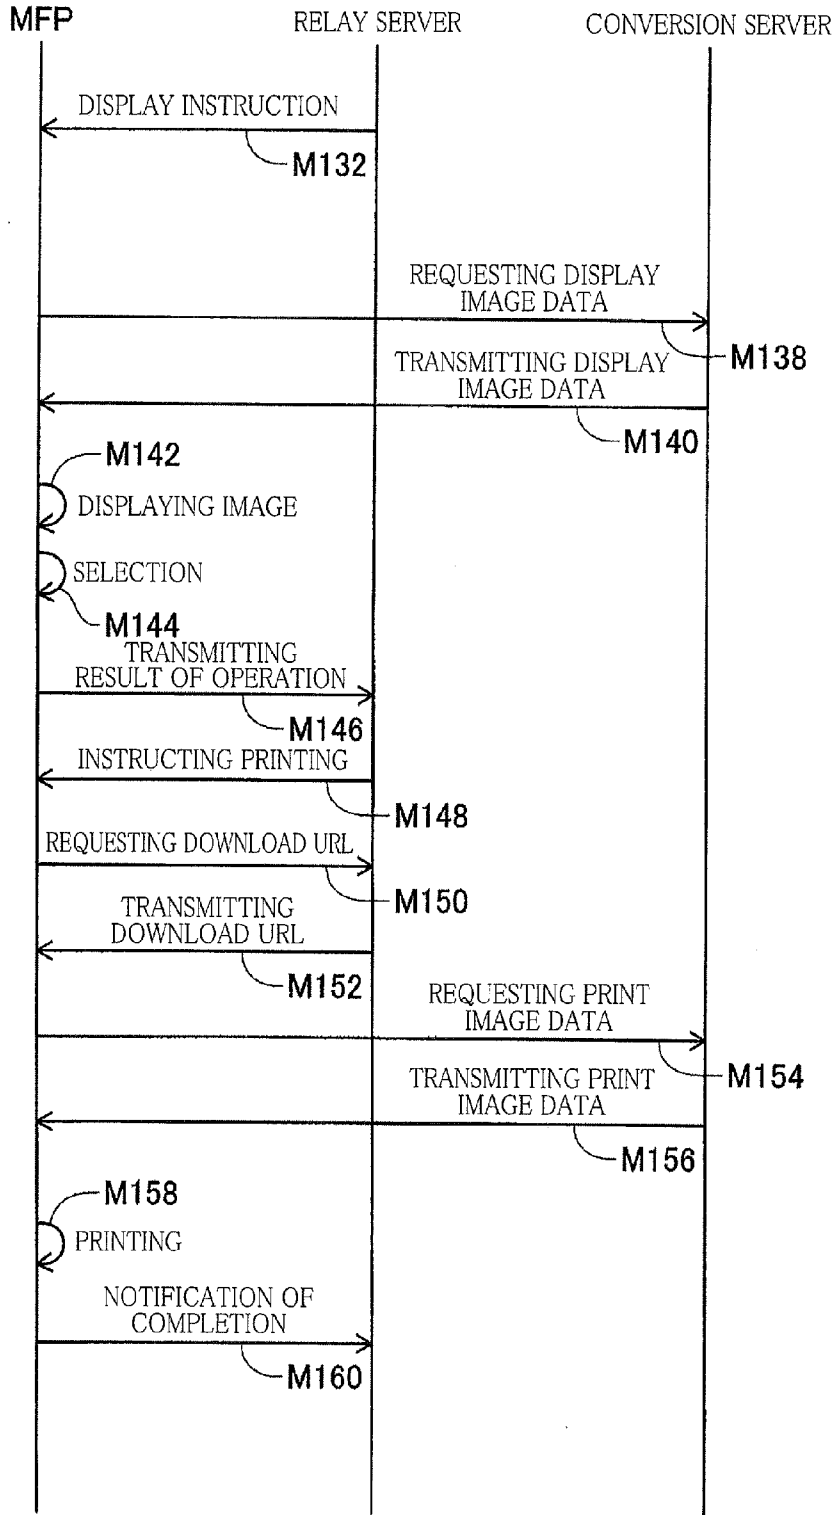 MFP
RELAY SERVER
CONVERSION SERVER
DISPLAY INSTRUCTION
M132
REQUESTING DISPLAY
IMAGE DATA
M138
TRANSMITTING DISPLAY
IMAGE DATA
M140
M142
DISPLAYING IMAGE
SELECTION
M144
TRANSMITTING
RESULT OF OPERATION
M146
INSTRUCTING PRINTING
M148
REQUESTING DOWNLOAD URL
M150
TRANSMITTING
DOWNLOAD URL
M152
REQUESTING PRINT
IMAGE DATA
M154
TRANSMITTING PRINT
IMAGE DATA
M156
M158
PRINTING
NOTIFICATION OF
COMPLETION
M160